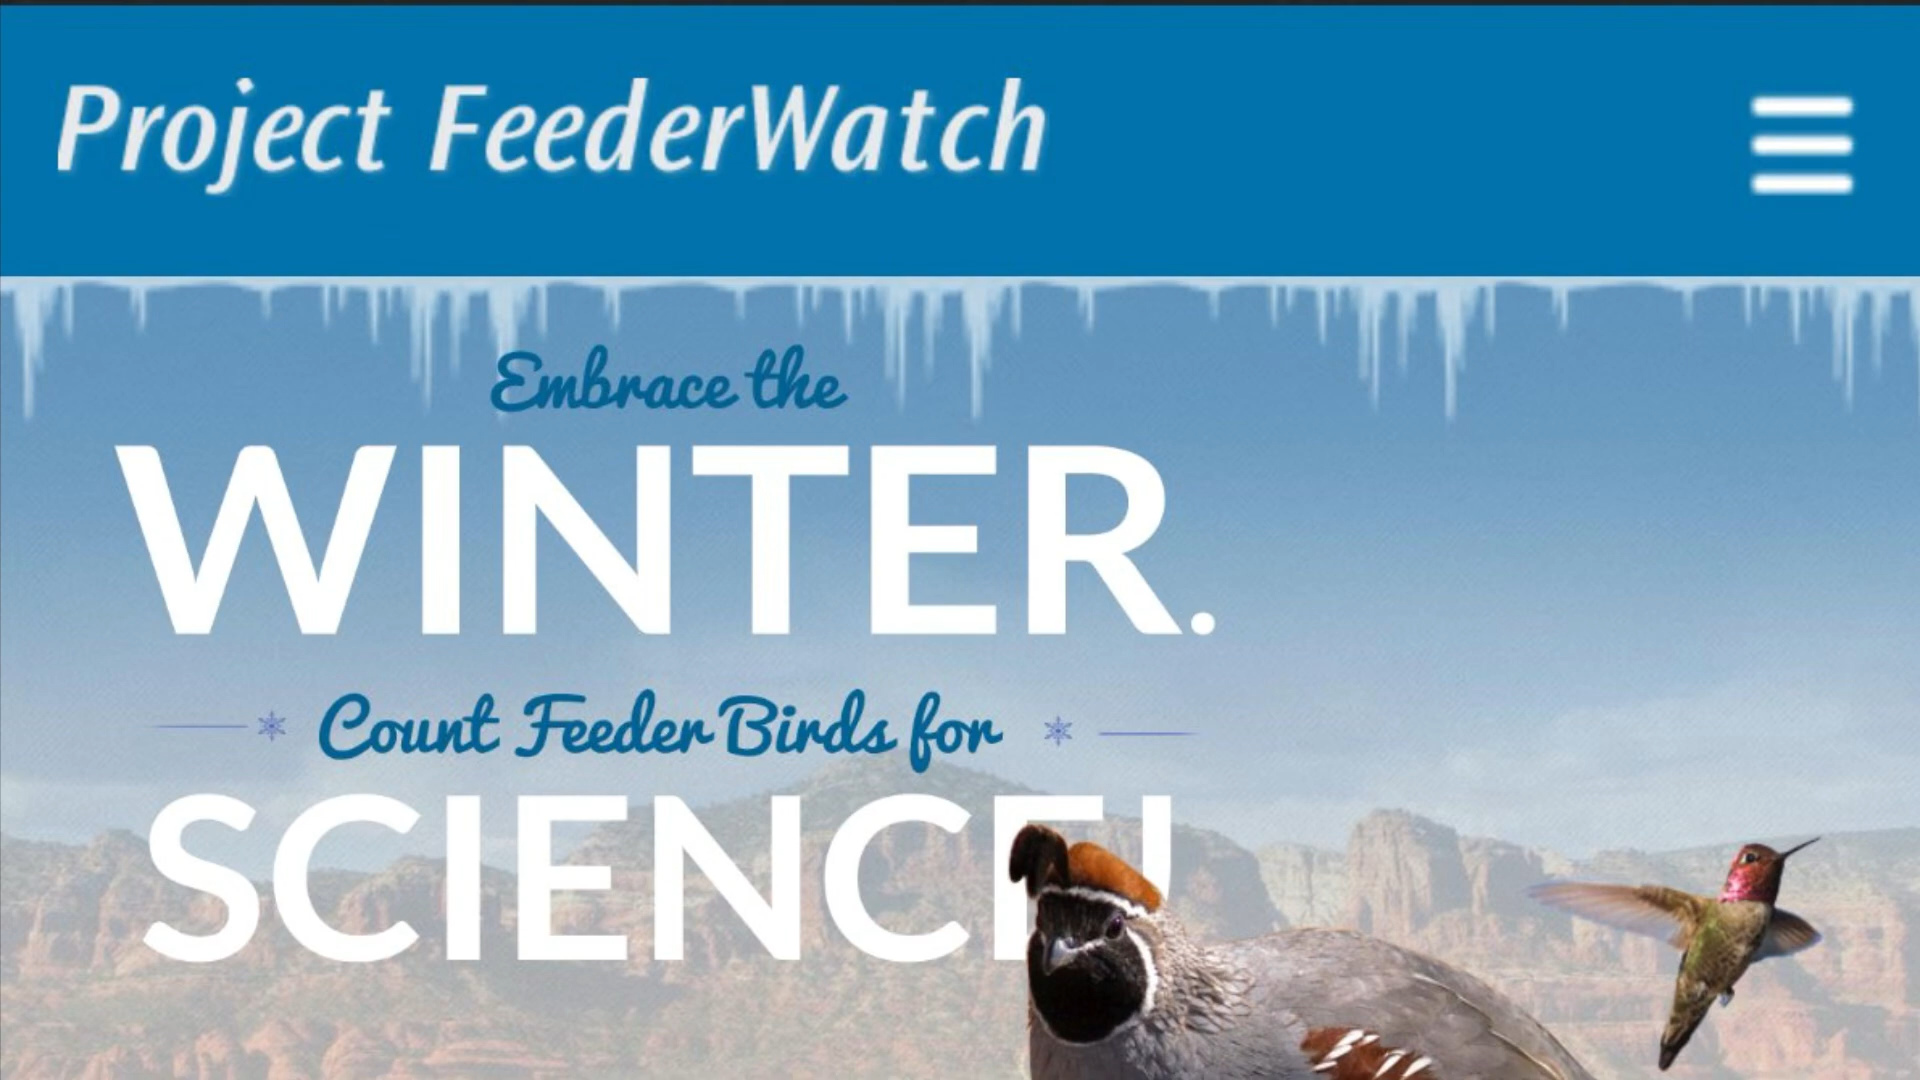 Project FeederWatch
Embrace the
WINTER.
Count Feeder Birds for
SCIENCE!